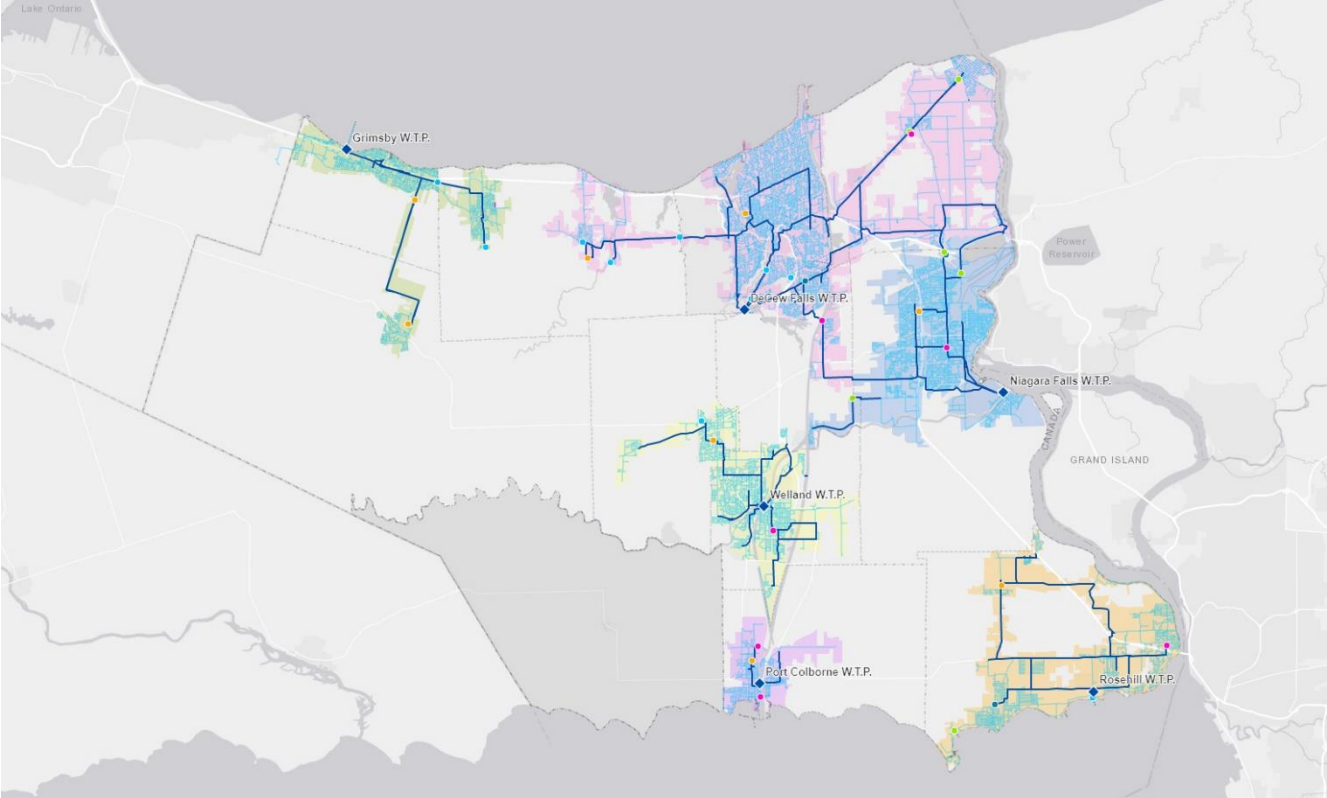 Lake Ontario
Grimsby W.T.P.
Power
Reservoir
DeCew Falls W.T.P.
Niagara Falls W.T.P.
CANADA
GRAND ISLAND
Welland W.T.P.
Port Colborne W.T.P.
Rosehill W.T.P.